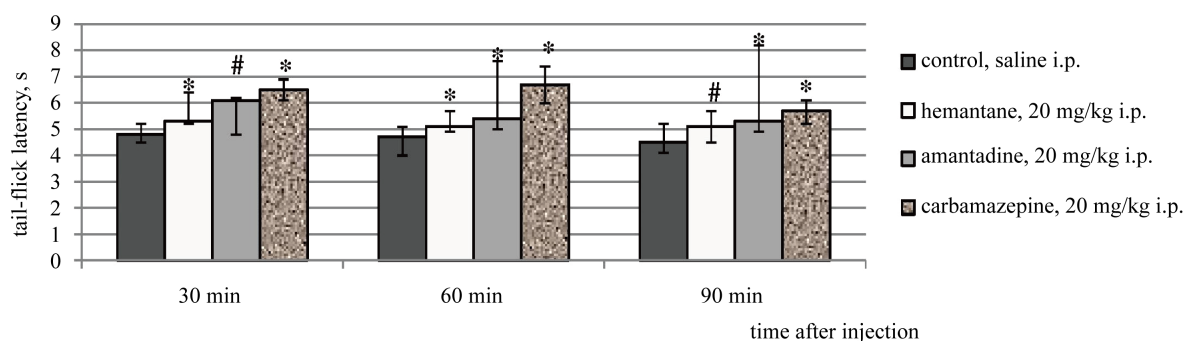 9
8
7
6
5
4
3
2
1
0
tail-flick latency, s
* # * *
* * *
# * *
30 min 60 min 90 min
time after injection
control, saline i.p.
hemantane, 20 mg/kg i.p.
amantadine, 20 mg/kg i.p.
carbamazepine, 20 mg/kg i.p.